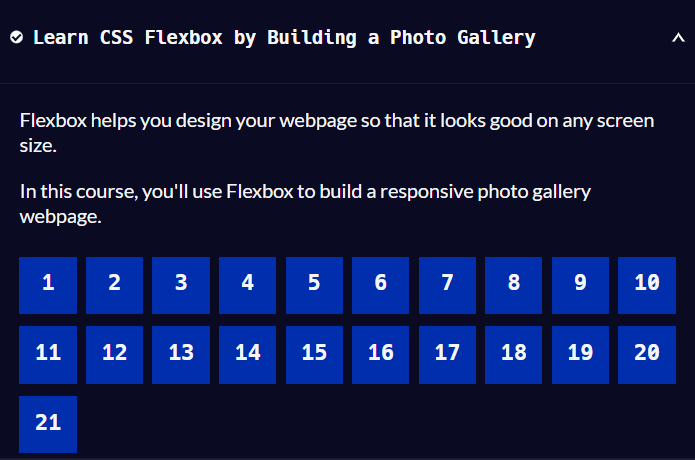 Learn CSS Flexbox by Building a Photo Gallery
Flexbox helps you design your webpage so that it looks good on any screen
size.
In this course, you'll use Flexbox to build a responsive photo gallery
webpage.
1 2 3 4 5 6 7 8 9 10
11 12 13 14 15 16 17 18 19 20
21